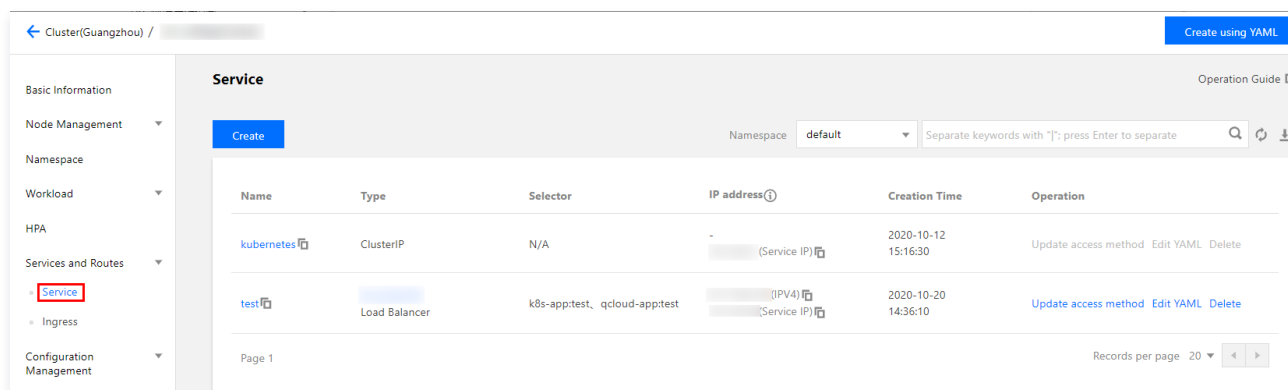 Cluster(Guangzhou) /
Create using YAML
Basic Information
Node Management
Namespace
Workload
HPA
Services and Routes
Service
Ingress
Configuration
Management
Service
Operation Guide
Create
Namespace default Separate keywords with "|"; press Enter to separate
Name Type Selector IP address Creation Time Operation
kubernetes ClusterIP N/A - (Service IP) 2020-10-12 15:16:30 Update access method Edit YAML Delete
test Load Balancer k8s-app:test、qcloud-app:test (IPV4) (Service IP) 2020-10-20 14:36:10 Update access method Edit YAML Delete
Page 1 Records per page 20